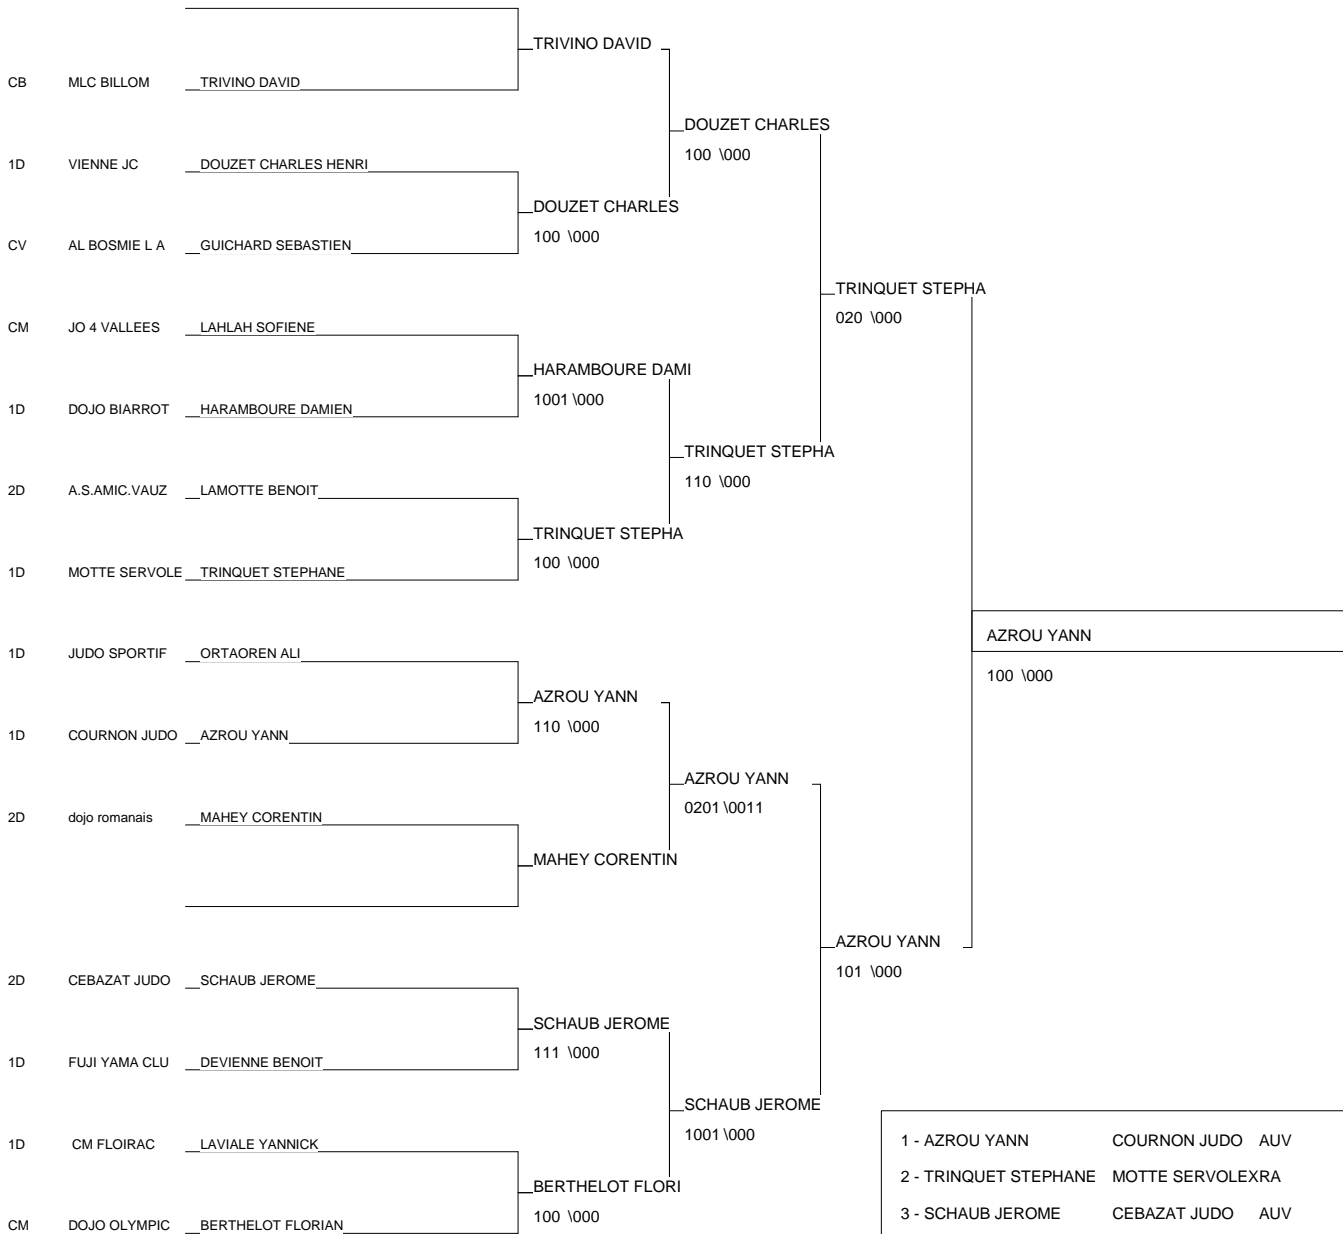 TRIVINO DAVID
CB MLC BILLOM TRIVINO DAVID
DOUZET CHARLES
100 \000
1D VIENNE JC DOUZET CHARLES HENRI
DOUZET CHARLES
100 \000
CV AL BOSMIE L A GUICHARD SEBASTIEN
TRINQUET STEPHA
020 \000
CM JO 4 VALLEES LAHLAH SOFIENE
HARAMBOURE DAMI
1001 \000
1D DOJO BIARROT HARAMBOURE DAMIEN
TRINQUET STEPHA
110 \000
2D A.S.AMIC.VAUZ LAMOTTE BENOIT
TRINQUET STEPHA
100 \000
1D MOTTE SERVOLE TRINQUET STEPHANE
AZROU YANN
100 \000
1D JUDO SPORTIF ORTAOREN ALI
AZROU YANN
110 \000
1D COURNON JUDO AZROU YANN
AZROU YANN
0201 \0011
2D dojo romanais MAHEY CORENTIN
MAHEY CORENTIN
AZROU YANN
101 \000
2D CEBAZAT JUDO SCHAUB JEROME
SCHAUB JEROME
111 \000
1D FUJI YAMA CLU DEVIENNE BENOIT
SCHAUB JEROME
1001 \000
1D CM FLOIRAC LAVIALE YANNICK
BERTHELOT FLORI
100 \000
CM DOJO OLYMPIC BERTHELOT FLORIAN
1 - AZROU YANN COURNON JUDO AUV
2 - TRINQUET STEPHANE MOTTE SERVOLEXRA
3 - SCHAUB JEROME CEBAZAT JUDO AUV